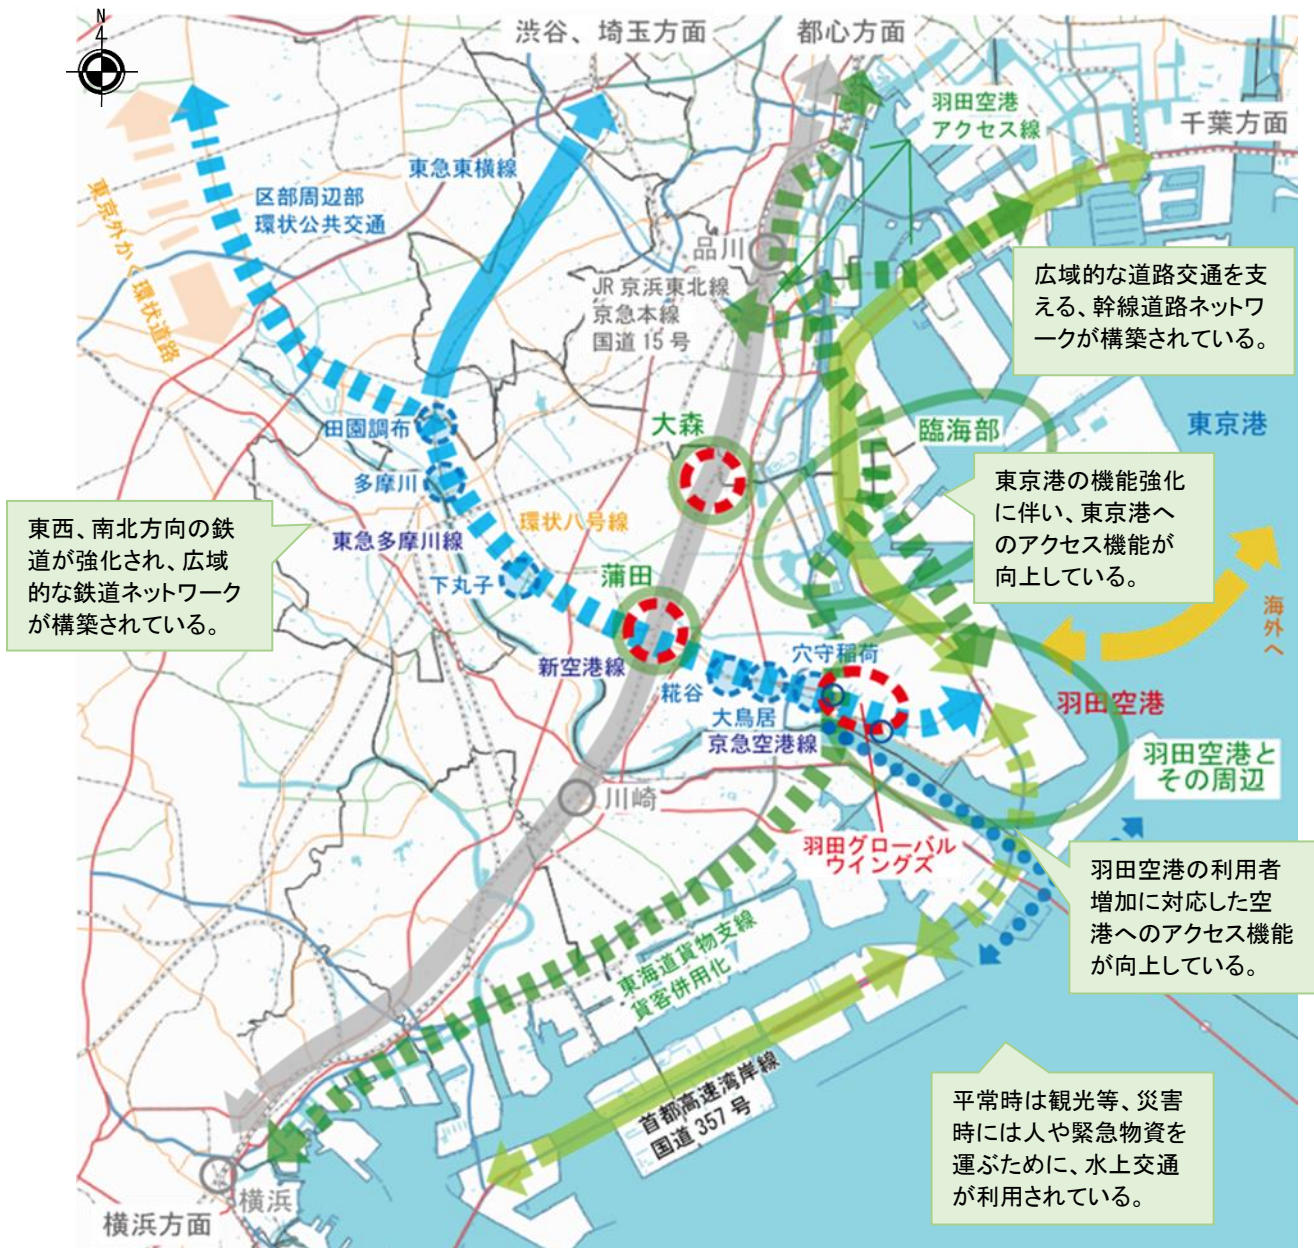 N
渋谷、埼玉方面
都心方面
羽田空港
アクセス線
千葉方面
東急東横線
区部周辺部
環状公共交通
東京外かく環状道路
品川
JR 京浜東北線
京急本線
国道 15 号
広域的な道路交通を支
える、幹線道路ネットワ
ークが構築されている。
田園調布
大森
臨海部
東京港
多摩川
東京港の機能強化
に伴い、東京港へ
のアクセス機能が
向上している。
東西、南北方向の鉄
道が強化され、広域
的な鉄道ネットワーク
が構築されている。
環状八号線
東急多摩川線
下丸子
蒲田
海外へ
新空港線
糀谷
穴守稲荷
大鳥居
京急空港線
羽田空港
羽田空港と
その周辺
川崎
羽田グローバル
ウイングズ
羽田空港の利用者
増加に対応した空
港へのアクセス機能
が向上している。
東海道貨物支線
貨客併用化
首都高速湾岸線
国道 357 号
平常時は観光等、災害
時には人や緊急物資を
運ぶために、水上交通
が利用されている。
横浜
横浜方面